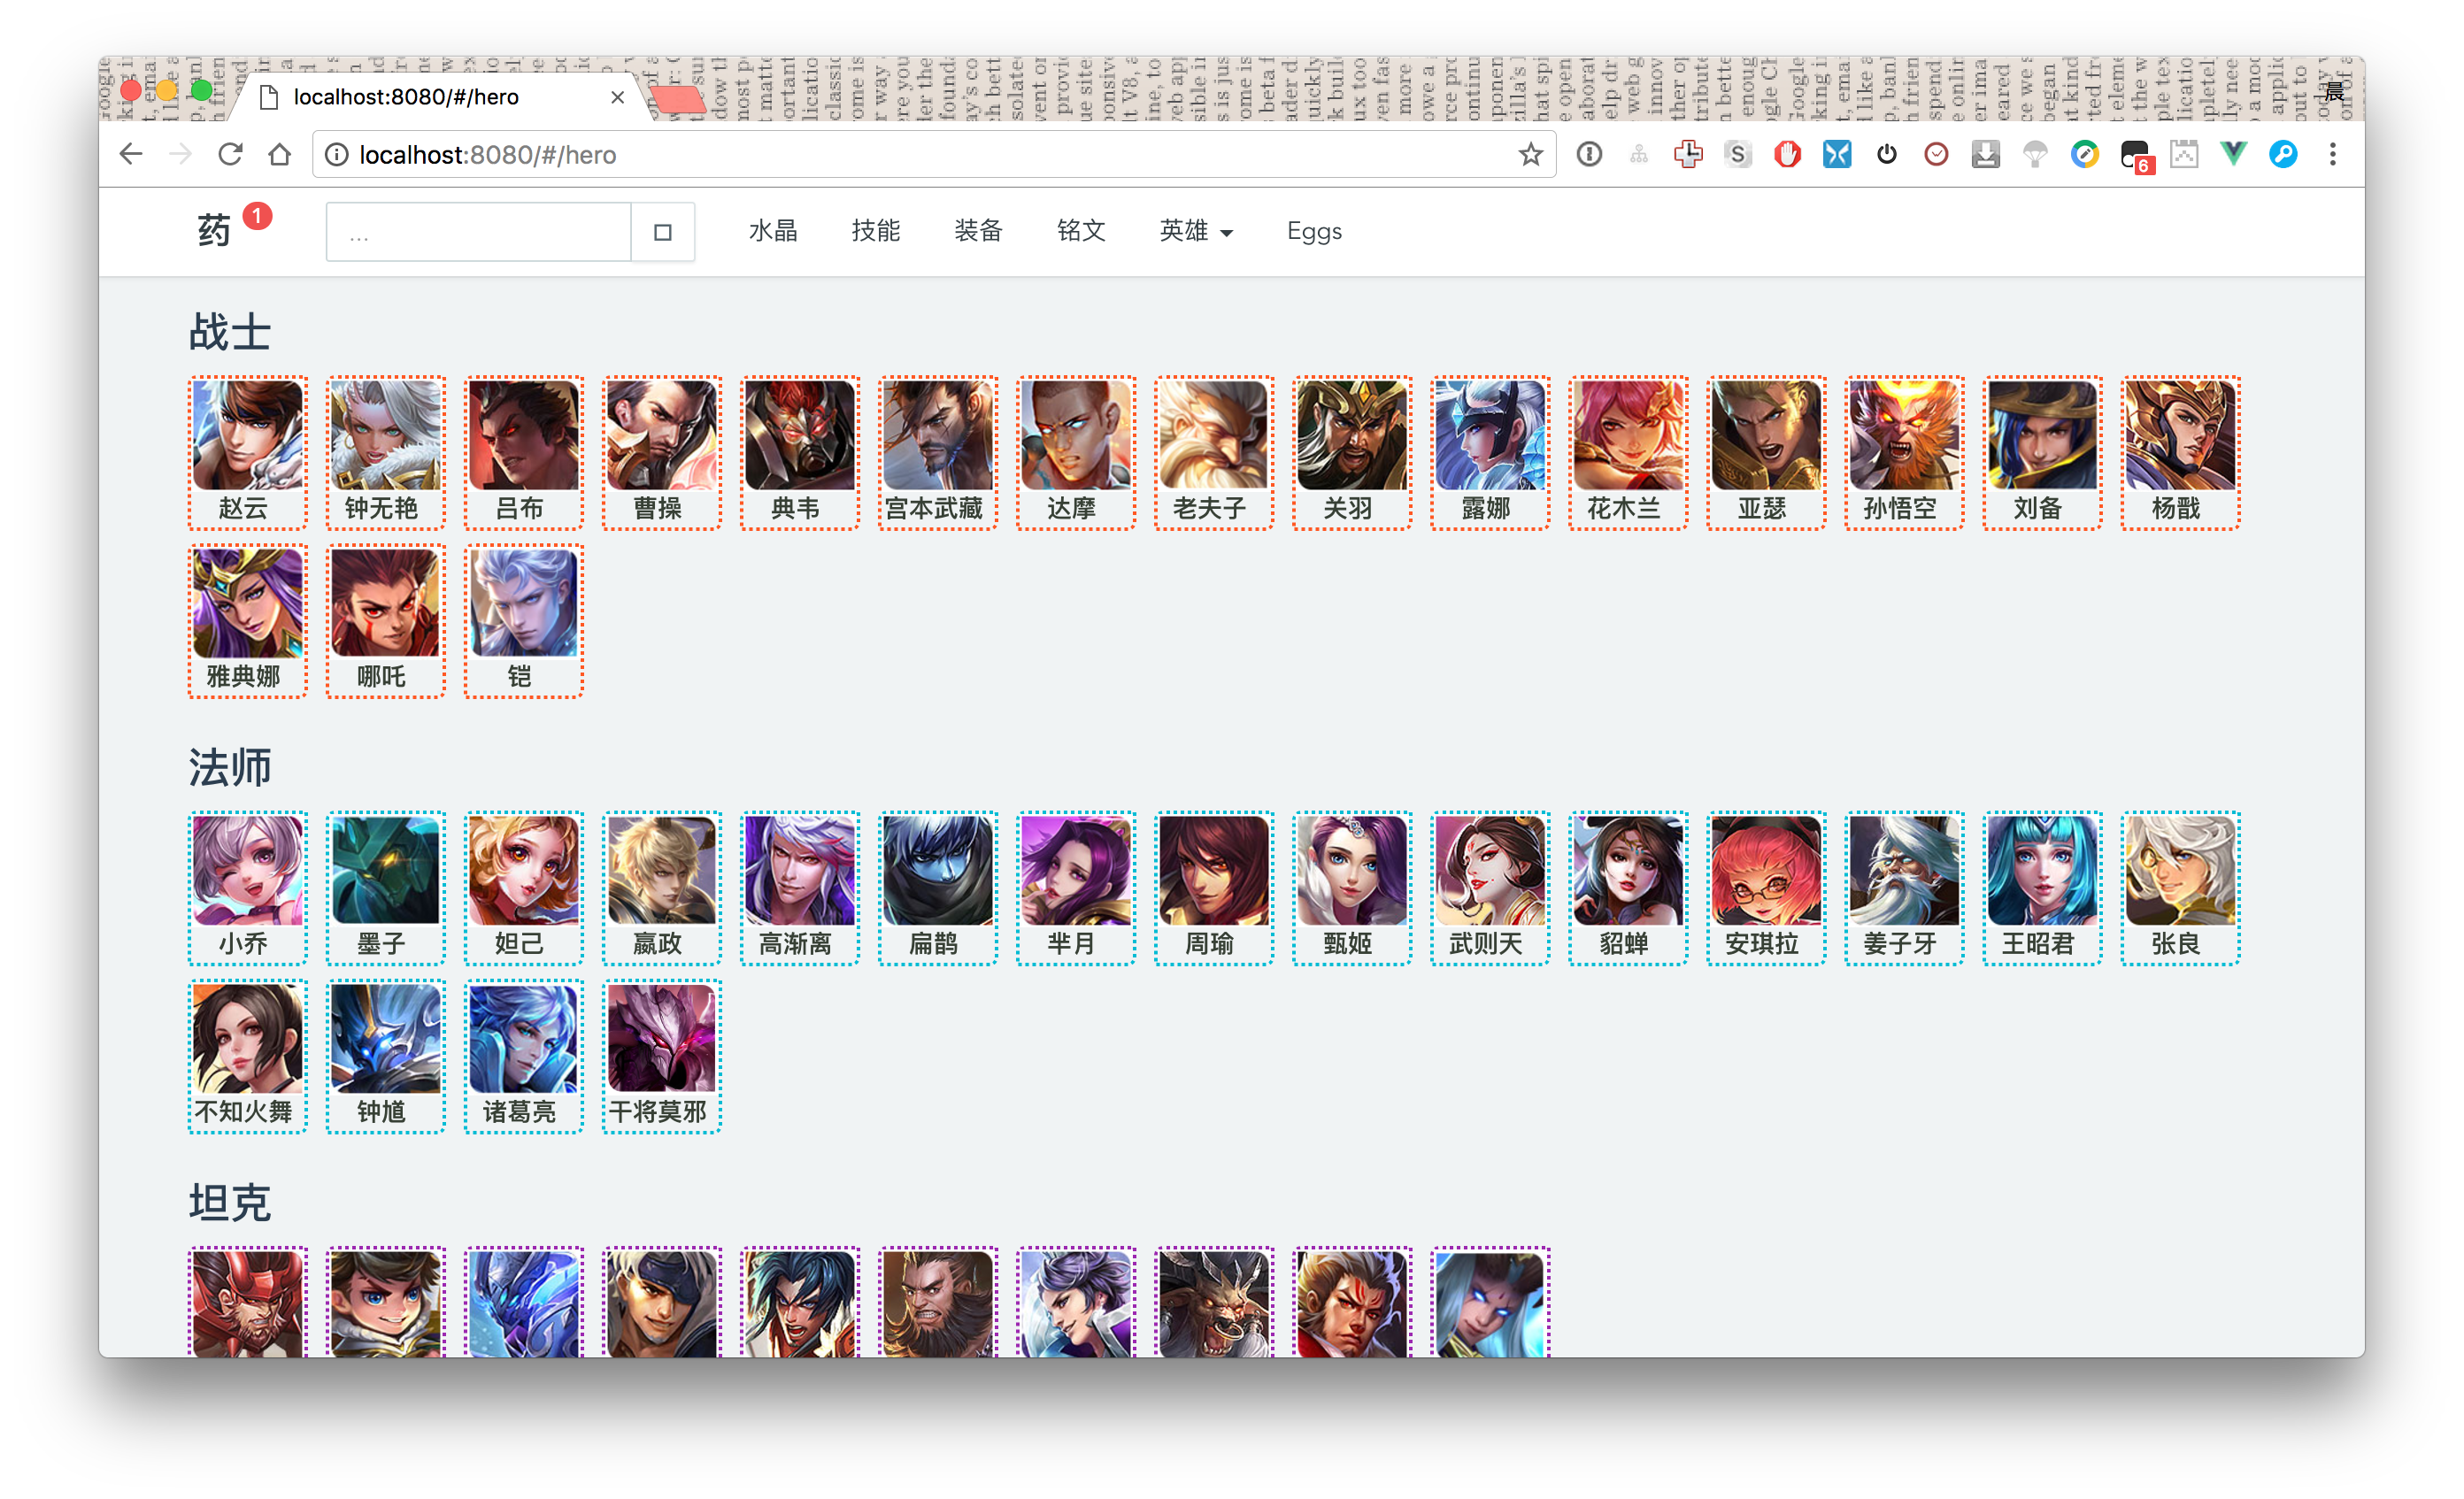 localhost:8080/#/hero
晨
localhost:8080/#/hero
6
药 1 ... 水晶 技能 装备 铭文 英雄 Eggs
战士
赵云 钟无艳 吕布 曹操 典韦 宫本武藏 达摩 老夫子 关羽 露娜 花木兰 亚瑟 孙悟空 刘备 杨戬
雅典娜 哪吒 铠
法师
小乔 墨子 妲己 嬴政 高渐离 扁鹊 芈月 周瑜 甄姬 武则天 貂蝉 安琪拉 姜子牙 王昭君 张良
不知火舞 钟馗 诸葛亮 干将莫邪
坦克